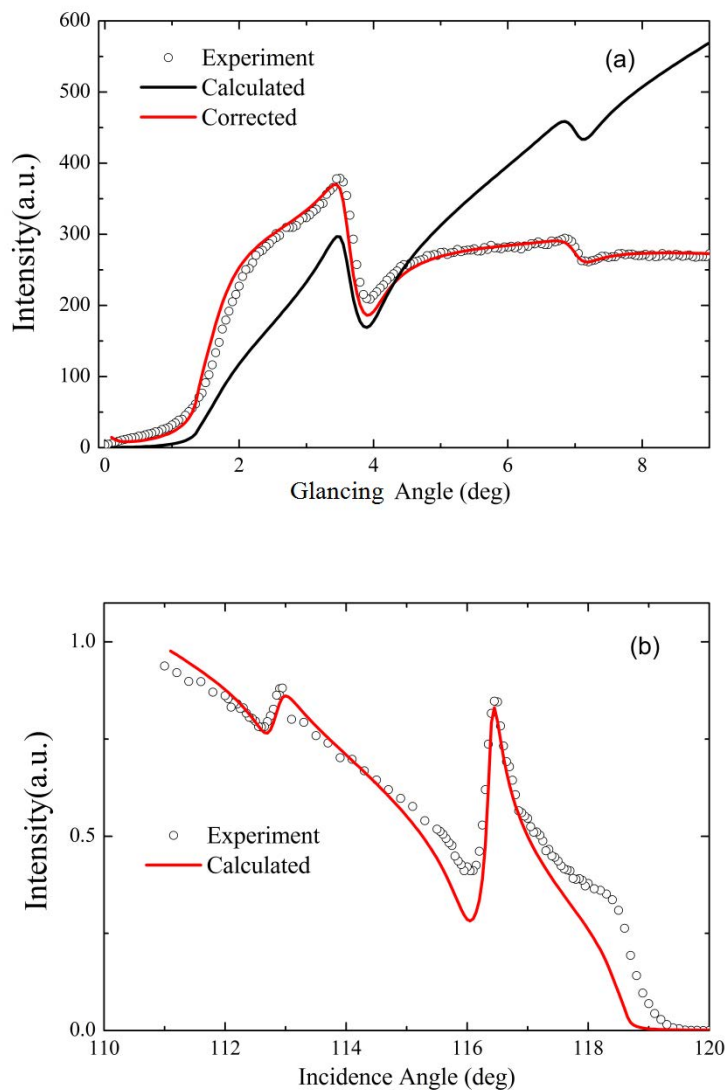 600
500
400
300
200
100
0
Intensity(a.u.)
Experiment
Calculated
Corrected
(a)
0 2 4 6 8
Glancing Angle (deg)
1.0
0.5
0.0
Intensity(a.u.)
(b)
Experiment
Calculated
110 112 114 116 118 120
Incidence Angle (deg)